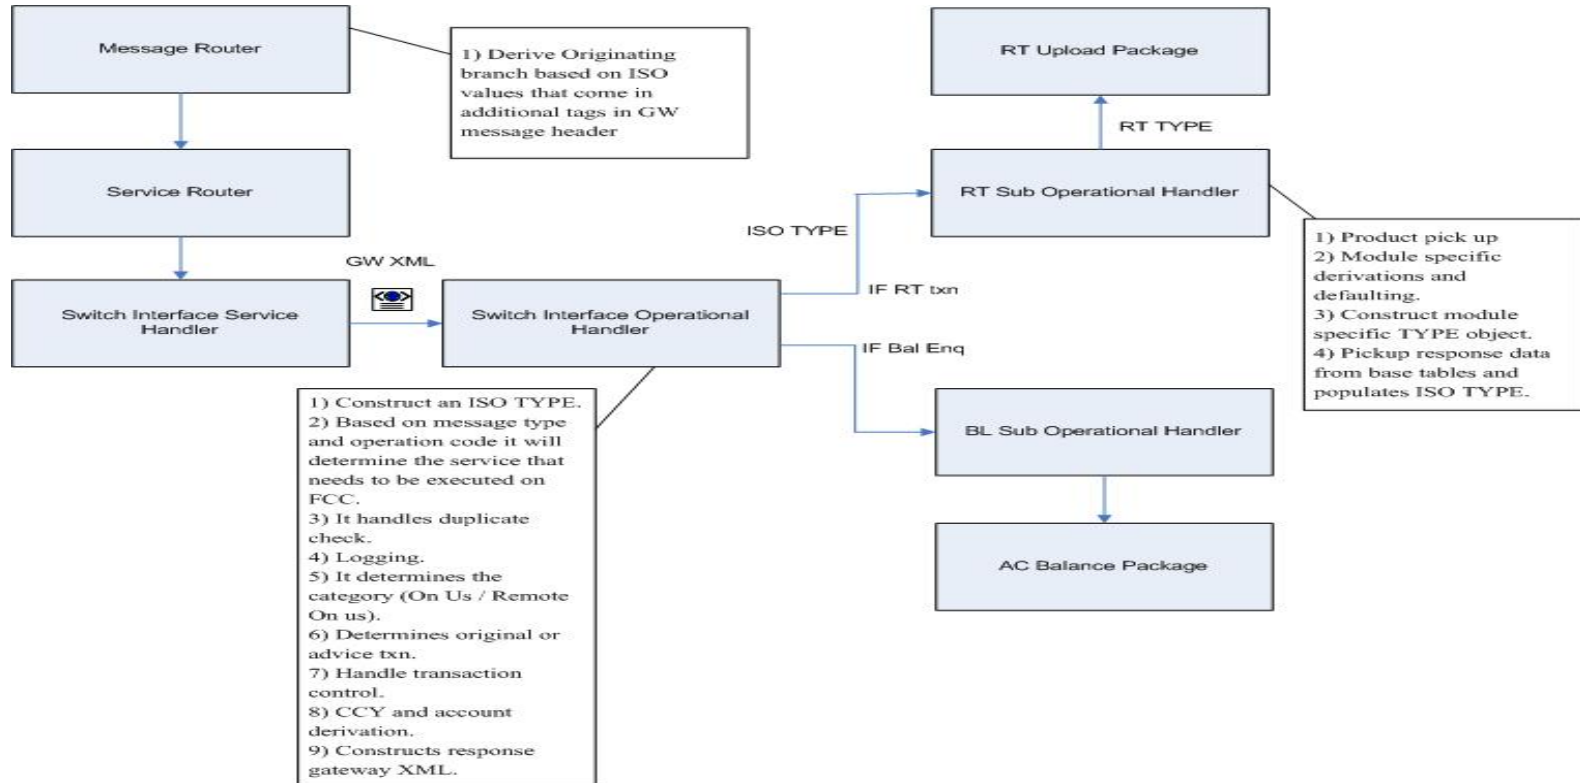 Message Router
1) Derive Originating
branch based on ISO
values that come in
additional tags in GW
message header
RT Upload Package
RT TYPE
Service Router
RT Sub Operational Handler
ISO TYPE
GW XML
Switch Interface Service
Handler
Switch Interface Operational
Handler
IF RT txn
IF Bal Enq
1) Product pick up
2) Module specific
derivations and
defaulting.
3) Construct module
specific TYPE object.
4) Pickup response data
from base tables and
populates ISO TYPE.
1) Construct an ISO TYPE.
2) Based on message type
and operation code it will
determine the service that
needs to be executed on
FCC.
3) It handles duplicate
check.
4) Logging.
5) It determines the
category (On Us / Remote
On us).
6) Determines original or
advice txn.
7) Handle transaction
control.
8) CCY and account
derivation.
9) Constructs response
gateway XML.
BL Sub Operational Handler
AC Balance Package